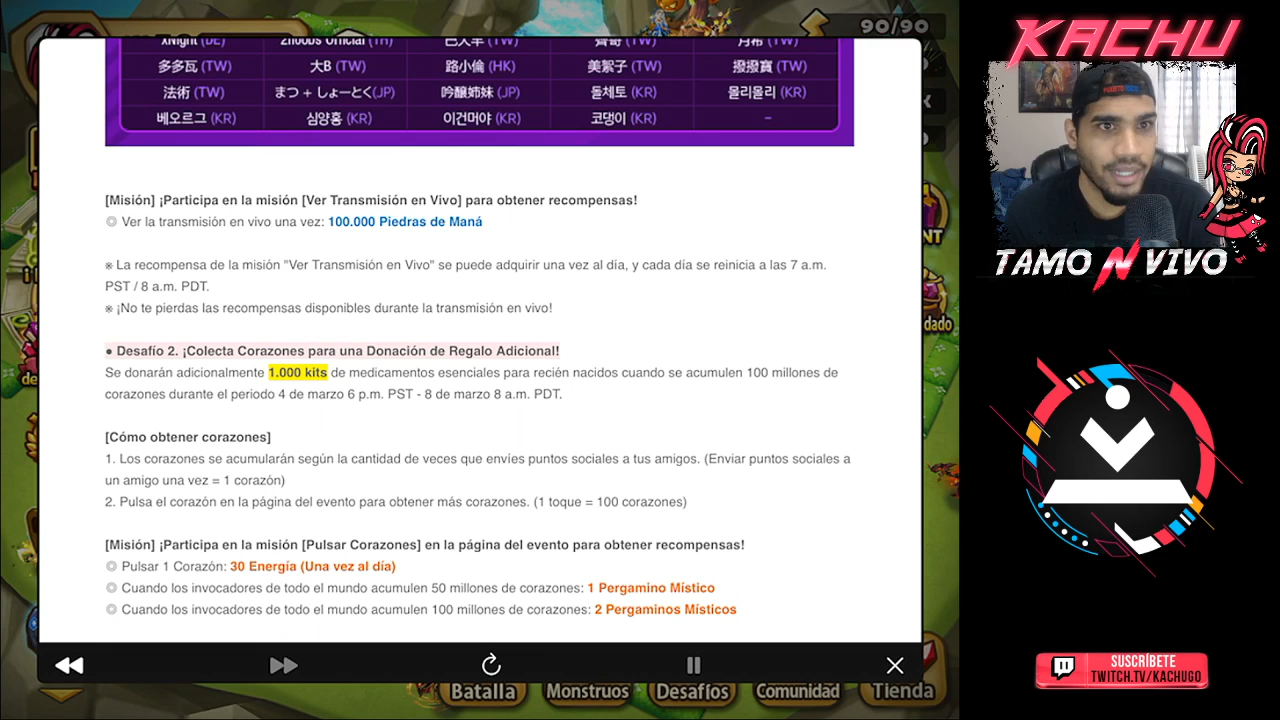 90/90
KACHU
xNight (DE) Zhoobs Official (TH) (TW) 齊哥 (TW) 月希 (TW)
多多瓦 (TW) 大B (TW) 路小倫 (HK) 美絮子 (TW) 撥撥寶 (TW)
法術 (TW) まつ + しょーとく(JP) 吟醸姉妹 (JP) 돌체토 (KR) 몰리몰리 (KR)
베오르그 (KR) 심양홍 (KR) 이건머야 (KR) 코댕이 (KR) -
[Misión] ¡Participa en la misión [Ver Transmisión en Vivo] para obtener recompensas!
◎ Ver la transmisión en vivo una vez: 100.000 Piedras de Maná
※ La recompensa de la misión "Ver Transmisión en Vivo" se puede adquirir una vez al día, y cada día se reinicia a las 7 a.m.
PST / 8 a.m. PDT.
※ ¡No te pierdas las recompensas disponibles durante la transmisión en vivo!
● Desafío 2. ¡Colecta Corazones para una Donación de Regalo Adicional!
Se donarán adicionalmente 1.000 kits de medicamentos esenciales para recién nacidos cuando se acumulen 100 millones de
corazones durante el periodo 4 de marzo 6 p.m. PST - 8 de marzo 8 a.m. PDT.
[Cómo obtener corazones]
1. Los corazones se acumularán según la cantidad de veces que envíes puntos sociales a tus amigos. (Enviar puntos sociales a
un amigo una vez = 1 corazón)
2. Pulsa el corazón en la página del evento para obtener más corazones. (1 toque = 100 corazones)
[Misión] ¡Participa en la misión [Pulsar Corazones] en la página del evento para obtener recompensas!
◎ Pulsar 1 Corazón: 30 Energía (Una vez al día)
◎ Cuando los invocadores de todo el mundo acumulen 50 millones de corazones: 1 Pergamino Místico
◎ Cuando los invocadores de todo el mundo acumulen 100 millones de corazones: 2 Pergaminos Místicos
Batalla Monstruos Desafíos Comunidad Tienda
TAMO N VIVO
SUSCRÍBETE
TWITCH.TV/KACHUGO